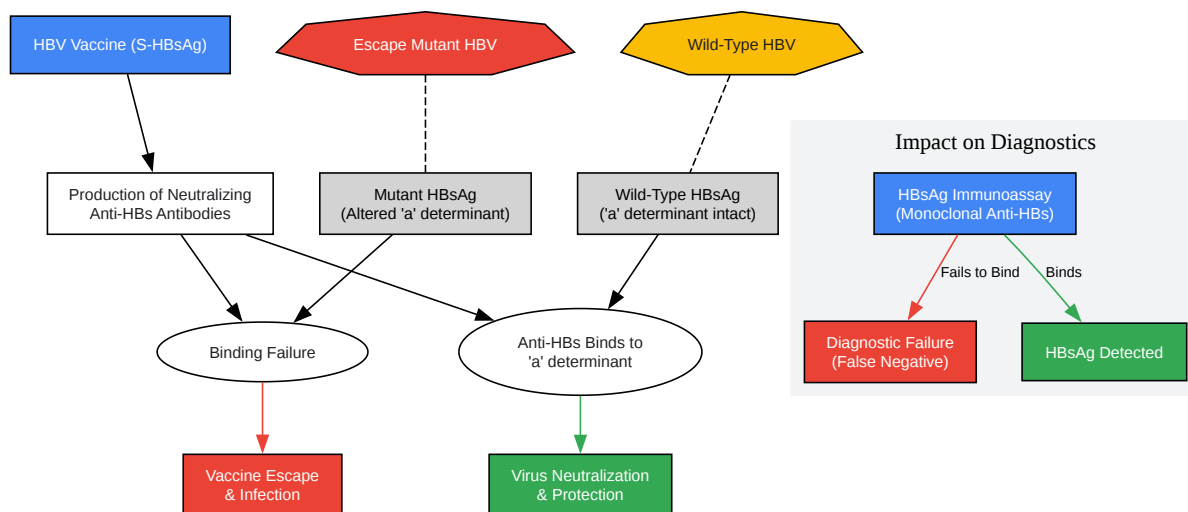 HBV Vaccine (S-HBsAg)
Escape Mutant HBV
Wild-Type HBV
Impact on Diagnostics
Production of Neutralizing
Anti-HBs Antibodies
Mutant HBsAg
(Altered 'a' determinant)
Wild-Type HBsAg
('a' determinant intact)
HBsAg Immunoassay
(Monoclonal Anti-HBs)
Fails to Bind
Binds
Binding Failure
Anti-HBs Binds to
'a' determinant
Diagnostic Failure
(False Negative)
HBsAg Detected
Vaccine Escape
& Infection
Virus Neutralization
& Protection